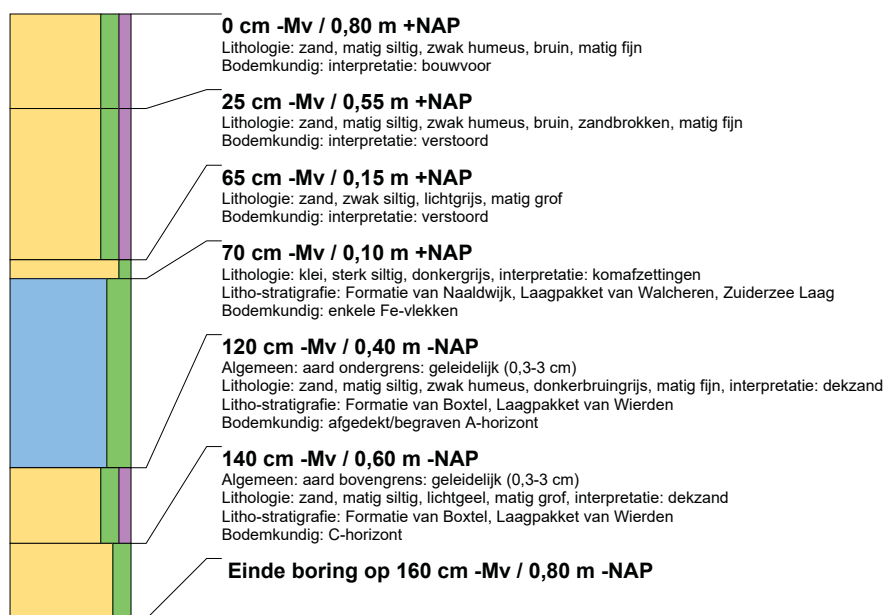 0 cm -Mv / 0,80 m +NAP
Lithologie: zand, matig siltig, zwak humeus, bruin, matig fijn
Bodemkundig: interpretatie: bouwvoor
25 cm -Mv / 0,55 m +NAP
Lithologie: zand, matig siltig, zwak humeus, bruin, zandbrokken, matig fijn
Bodemkundig: interpretatie: verstoord
65 cm -Mv / 0,15 m +NAP
Lithologie: zand, zwak siltig, lichtgrijs, matig grof
Bodemkundig: interpretatie: verstoord
70 cm -Mv / 0,10 m +NAP
Lithologie: klei, sterk siltig, donkergrijs, interpretatie: komafzettingen
Litho-stratigrafie: Formatie van Naaldwijk, Laagpakket van Walcheren, Zuiderzee Laag
Bodemkundig: enkele Fe-vlekken
120 cm -Mv / 0,40 m -NAP
Algemeen: aard ondergrens: geleidelijk (0,3-3 cm)
Lithologie: zand, matig siltig, zwak humeus, donkerbruingrijs, matig fijn, interpretatie: dekzand
Litho-stratigrafie: Formatie van Boxtel, Laagpakket van Wierden
Bodemkundig: afgedekt/begraven A-horizont
140 cm -Mv / 0,60 m -NAP
Algemeen: aard bovengrens: geleidelijk (0,3-3 cm)
Lithologie: zand, matig siltig, lichtgeel, matig grof, interpretatie: dekzand
Litho-stratigrafie: Formatie van Boxtel, Laagpakket van Wierden
Bodemkundig: C-horizont
Einde boring op 160 cm -Mv / 0,80 m -NAP